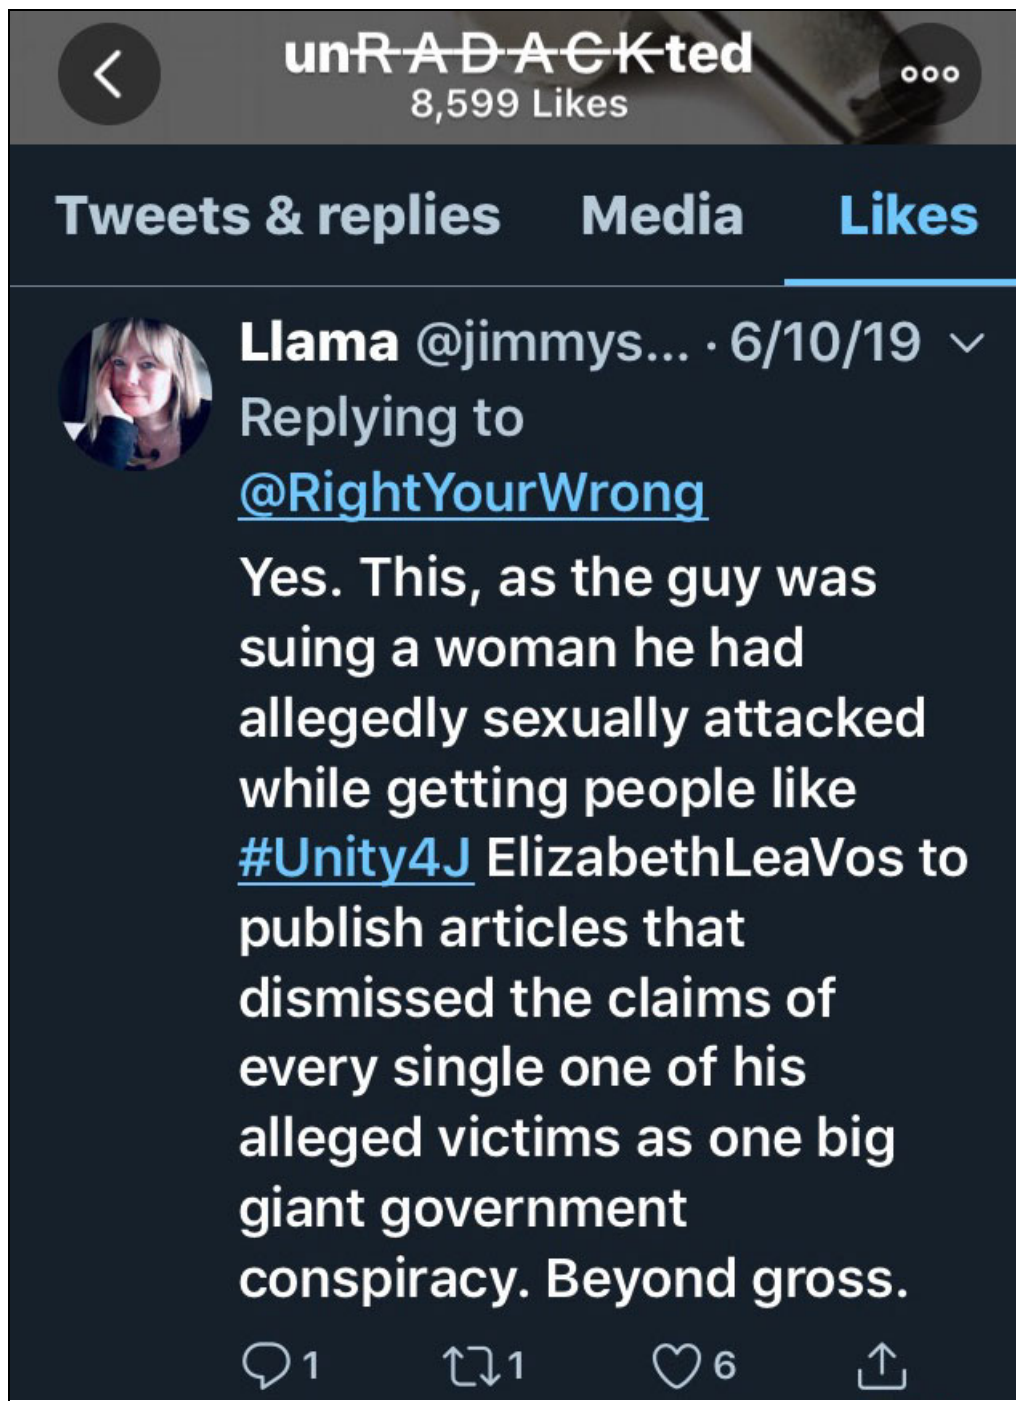 unRADACKted
8,599 Likes
Tweets & replies Media Likes
Llama @jimmys... · 6/10/19
Replying to
@RightYourWrong
Yes. This, as the guy was
suing a woman he had
allegedly sexually attacked
while getting people like
#Unity4J ElizabethLeaVos to
publish articles that
dismissed the claims of
every single one of his
alleged victims as one big
giant government
conspiracy. Beyond gross.
1 1 6